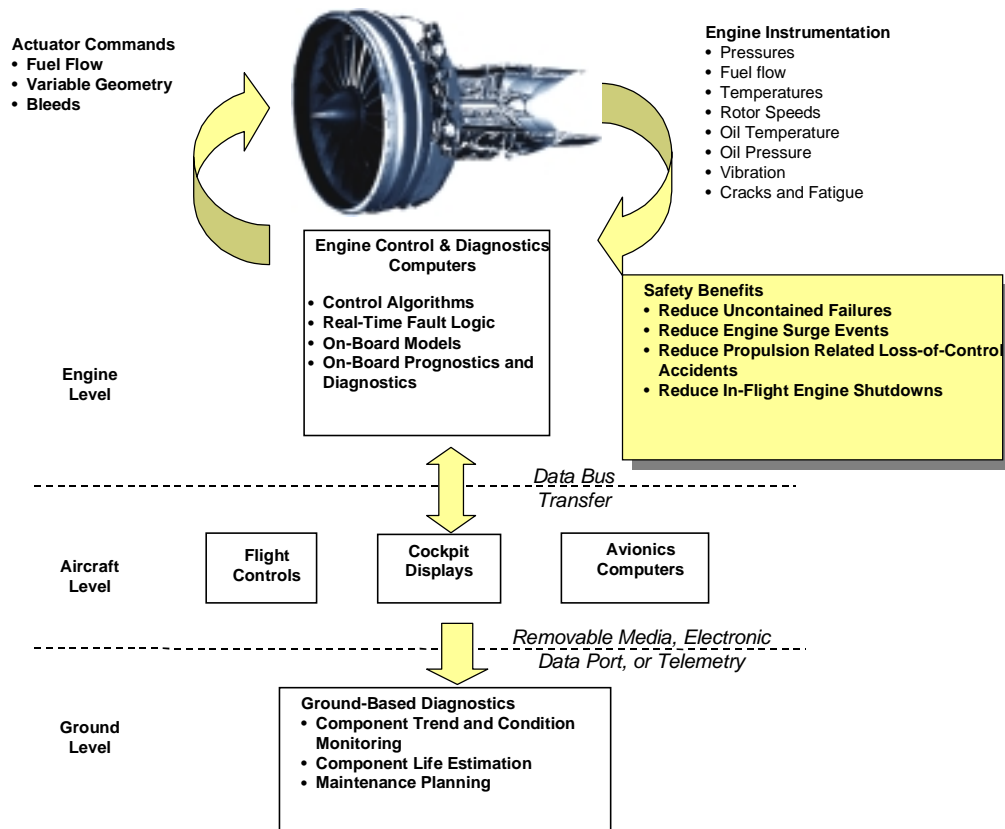 Actuator Commands
• Fuel Flow
• Variable Geometry
• Bleeds
Engine Instrumentation
• Pressures
• Fuel flow
• Temperatures
• Rotor Speeds
• Oil Temperature
• Oil Pressure
• Vibration
• Cracks and Fatigue
Engine Control & Diagnostics
Computers
• Control Algorithms
• Real-Time Fault Logic
• On-Board Models
• On-Board Prognostics and
Diagnostics
Safety Benefits
• Reduce Uncontained Failures
• Reduce Engine Surge Events
• Reduce Propulsion Related Loss-of-Control
Accidents
• Reduce In-Flight Engine Shutdowns
Engine
Level
Data Bus
Transfer
Aircraft
Level
Flight
Controls
Cockpit
Displays
Avionics
Computers
Removable Media, Electronic
Data Port, or Telemetry
Ground
Level
Ground-Based Diagnostics
• Component Trend and Condition
Monitoring
• Component Life Estimation
• Maintenance Planning